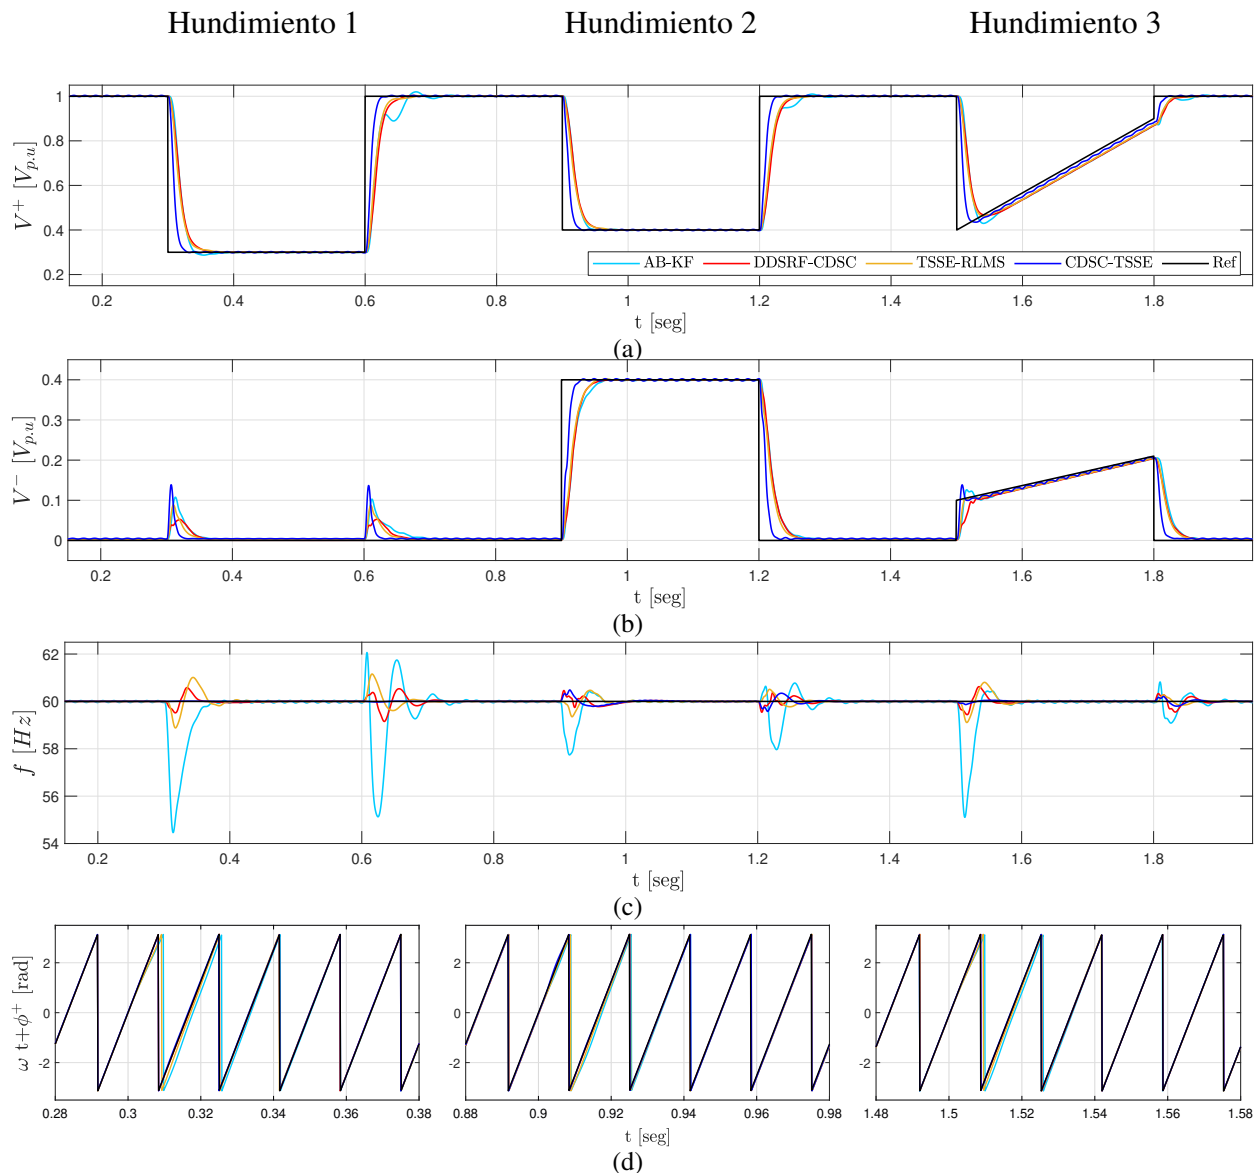 Hundimiento 1 Hundimiento 2 Hundimiento 3
V+ [Vp.u]
1
0.8
0.6
0.4
0.2
AB-KF DDSRF-CDSC TSSE-RLMS CDSC-TSSE Ref
0.2 0.4 0.6 0.8 1 1.2 1.4 1.6 1.8
t [seg]
(a)
V− [Vp.u]
0.4
0.3
0.2
0.1
0
0.2 0.4 0.6 0.8 1 1.2 1.4 1.6 1.8
t [seg]
(b)
f [Hz]
62
60
58
56
54
0.2 0.4 0.6 0.8 1 1.2 1.4 1.6 1.8
t [seg]
(c)
ω t+ϕ+ [rad]
2 2 2
0 0 0
-2 -2 -2
0.28 0.3 0.32 0.34 0.36 0.38 0.88 0.9 0.92 0.94 0.96 0.98 1.48 1.5 1.52 1.54 1.56 1.58
t [seg]
(d)